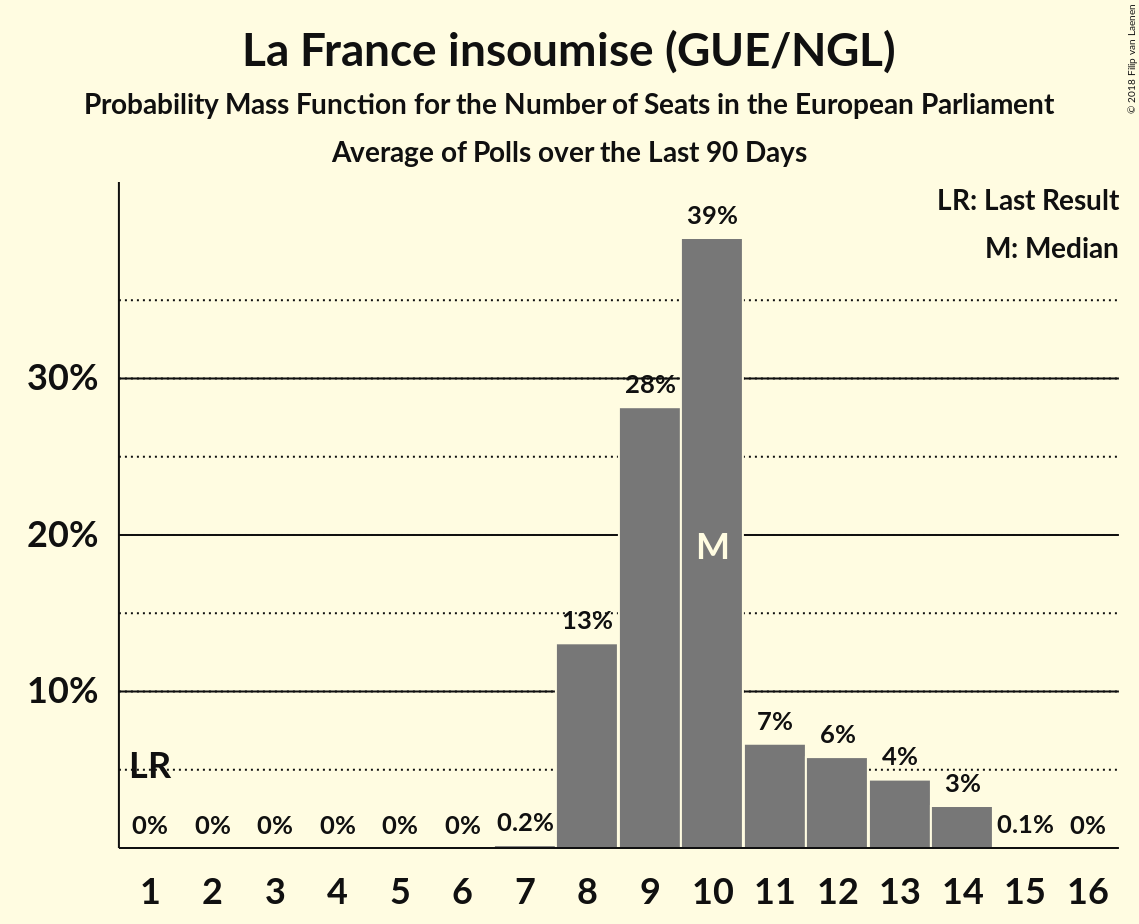 La France insoumise (GUE/NGL)
Probability Mass Function for the Number of Seats in the European Parliament
Average of Polls over the Last 90 Days
© 2018 Filip van Laenen
LR: Last Result
M: Median
39%
30%
28%
20%
M
13%
10%
7%
6%
4%
3%
LR
0% 0% 0% 0% 0% 0% 0.2% 0.1% 0%
1 2 3 4 5 6 7 8 9 10 11 12 13 14 15 16